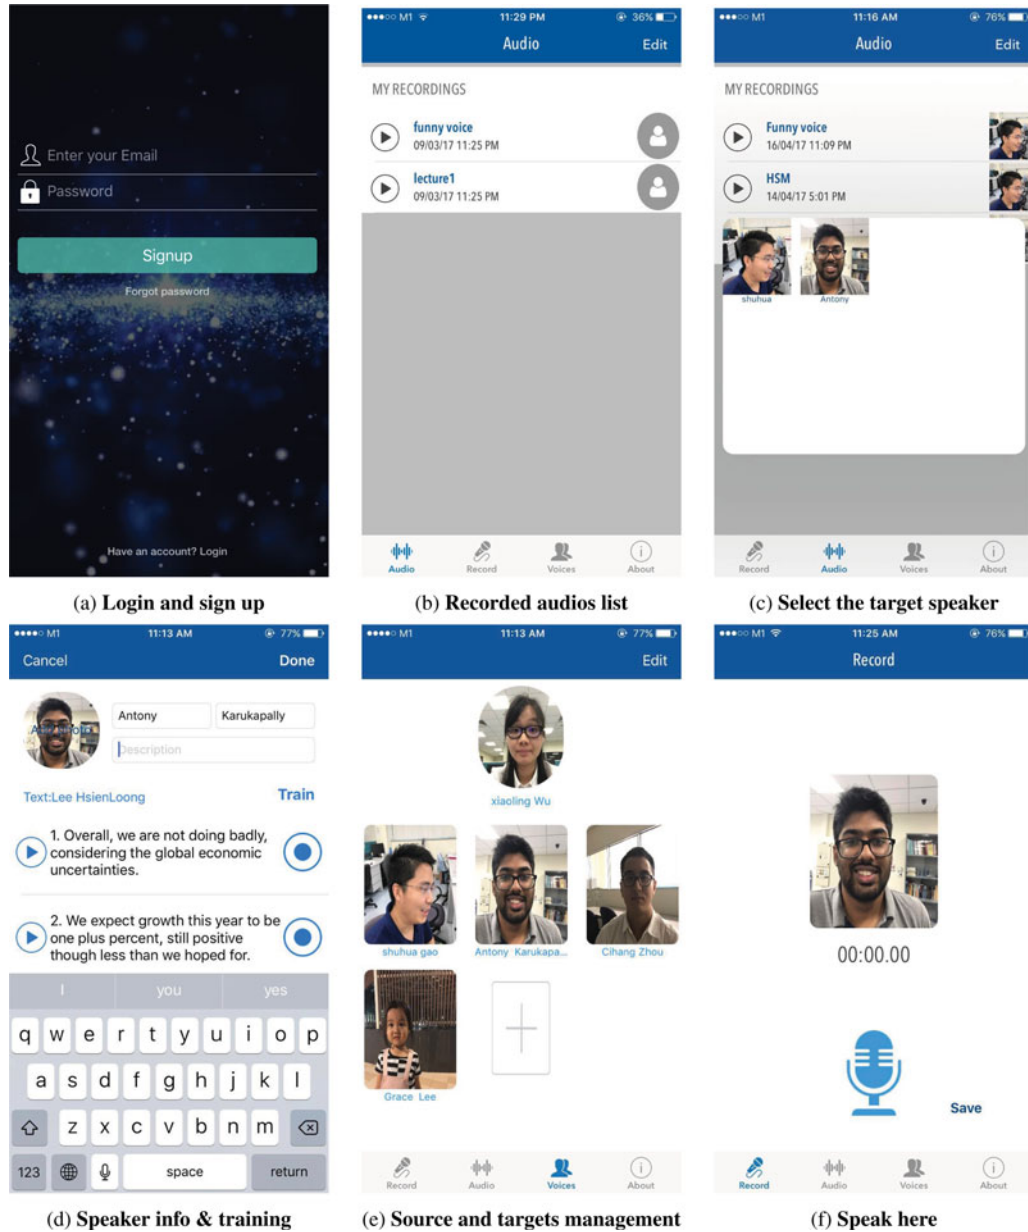 Enter your Email
Password
Signup
Forgot password
Have an account? Login
(a) Login and sign up
M1 11:29 PM 36%
Audio Edit
MY RECORDINGS
funny voice
09/03/17 11:25 PM
lecture1
09/03/17 11:25 PM
Audio Record Voices About
(b) Recorded audios list
M1 11:16 AM 76%
Audio Edit
MY RECORDINGS
Funny voice
16/04/17 11:09 PM
HSM
14/04/17 5:01 PM
shuhua Antony
Record Audio Voices About
(c) Select the target speaker
M1 11:13 AM 77%
Cancel Done
Antony Karukapally
Description
Text:Lee HsienLoong Train
1. Overall, we are not doing badly,
considering the global economic
uncertainties.
2. We expect growth this year to be
one plus percent, still positive
though less than we hoped for.
I you yes
q w e r t y u i o p
a s d f g h j k l
z x c v b n m
123 space return
(d) Speaker info & training
M1 11:13 AM 77%
Edit
xiaoling Wu
shuhua gao Antony Karukapa... Cihang Zhou
Grace Lee
Record Audio Voices About
(e) Source and targets management
M1 11:25 AM 76%
Record
00:00.00
Save
Record Audio Voices About
(f) Speak here